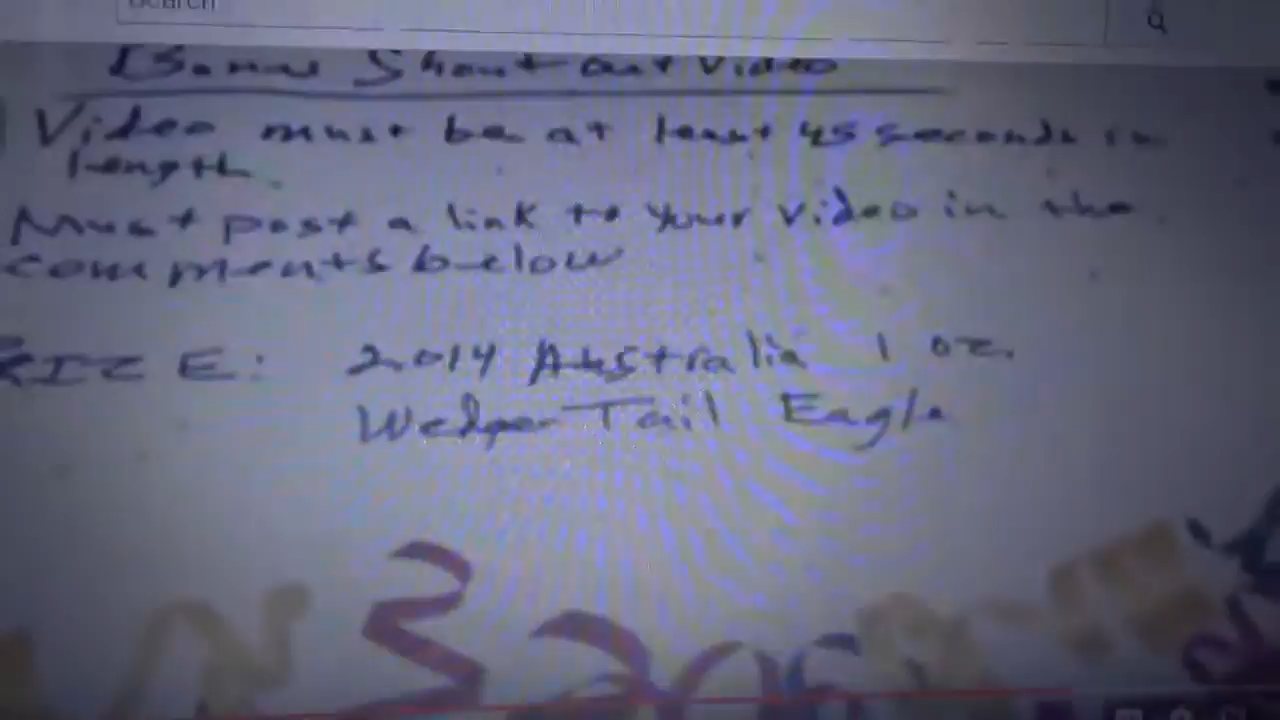 Search
Bonus Shout out Video
Video must be at least 45 seconds in
length
Must post a link to your video in the
comments below
RIZE: 2014 Australia 1 oz.
Wedge Tail Eagle